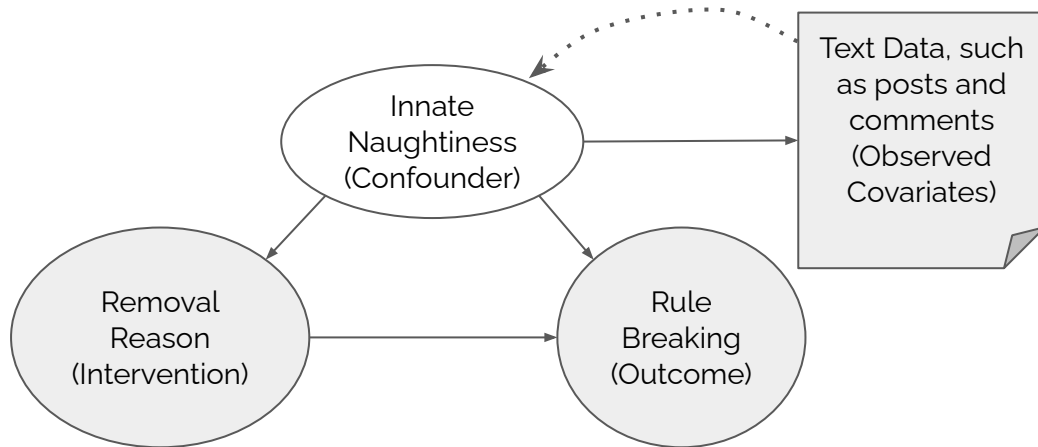 Innate
Naughtiness
(Confounder)
Text Data, such
as posts and
comments
(Observed
Covariates)
Removal
Reason
(Intervention)
Rule
Breaking
(Outcome)